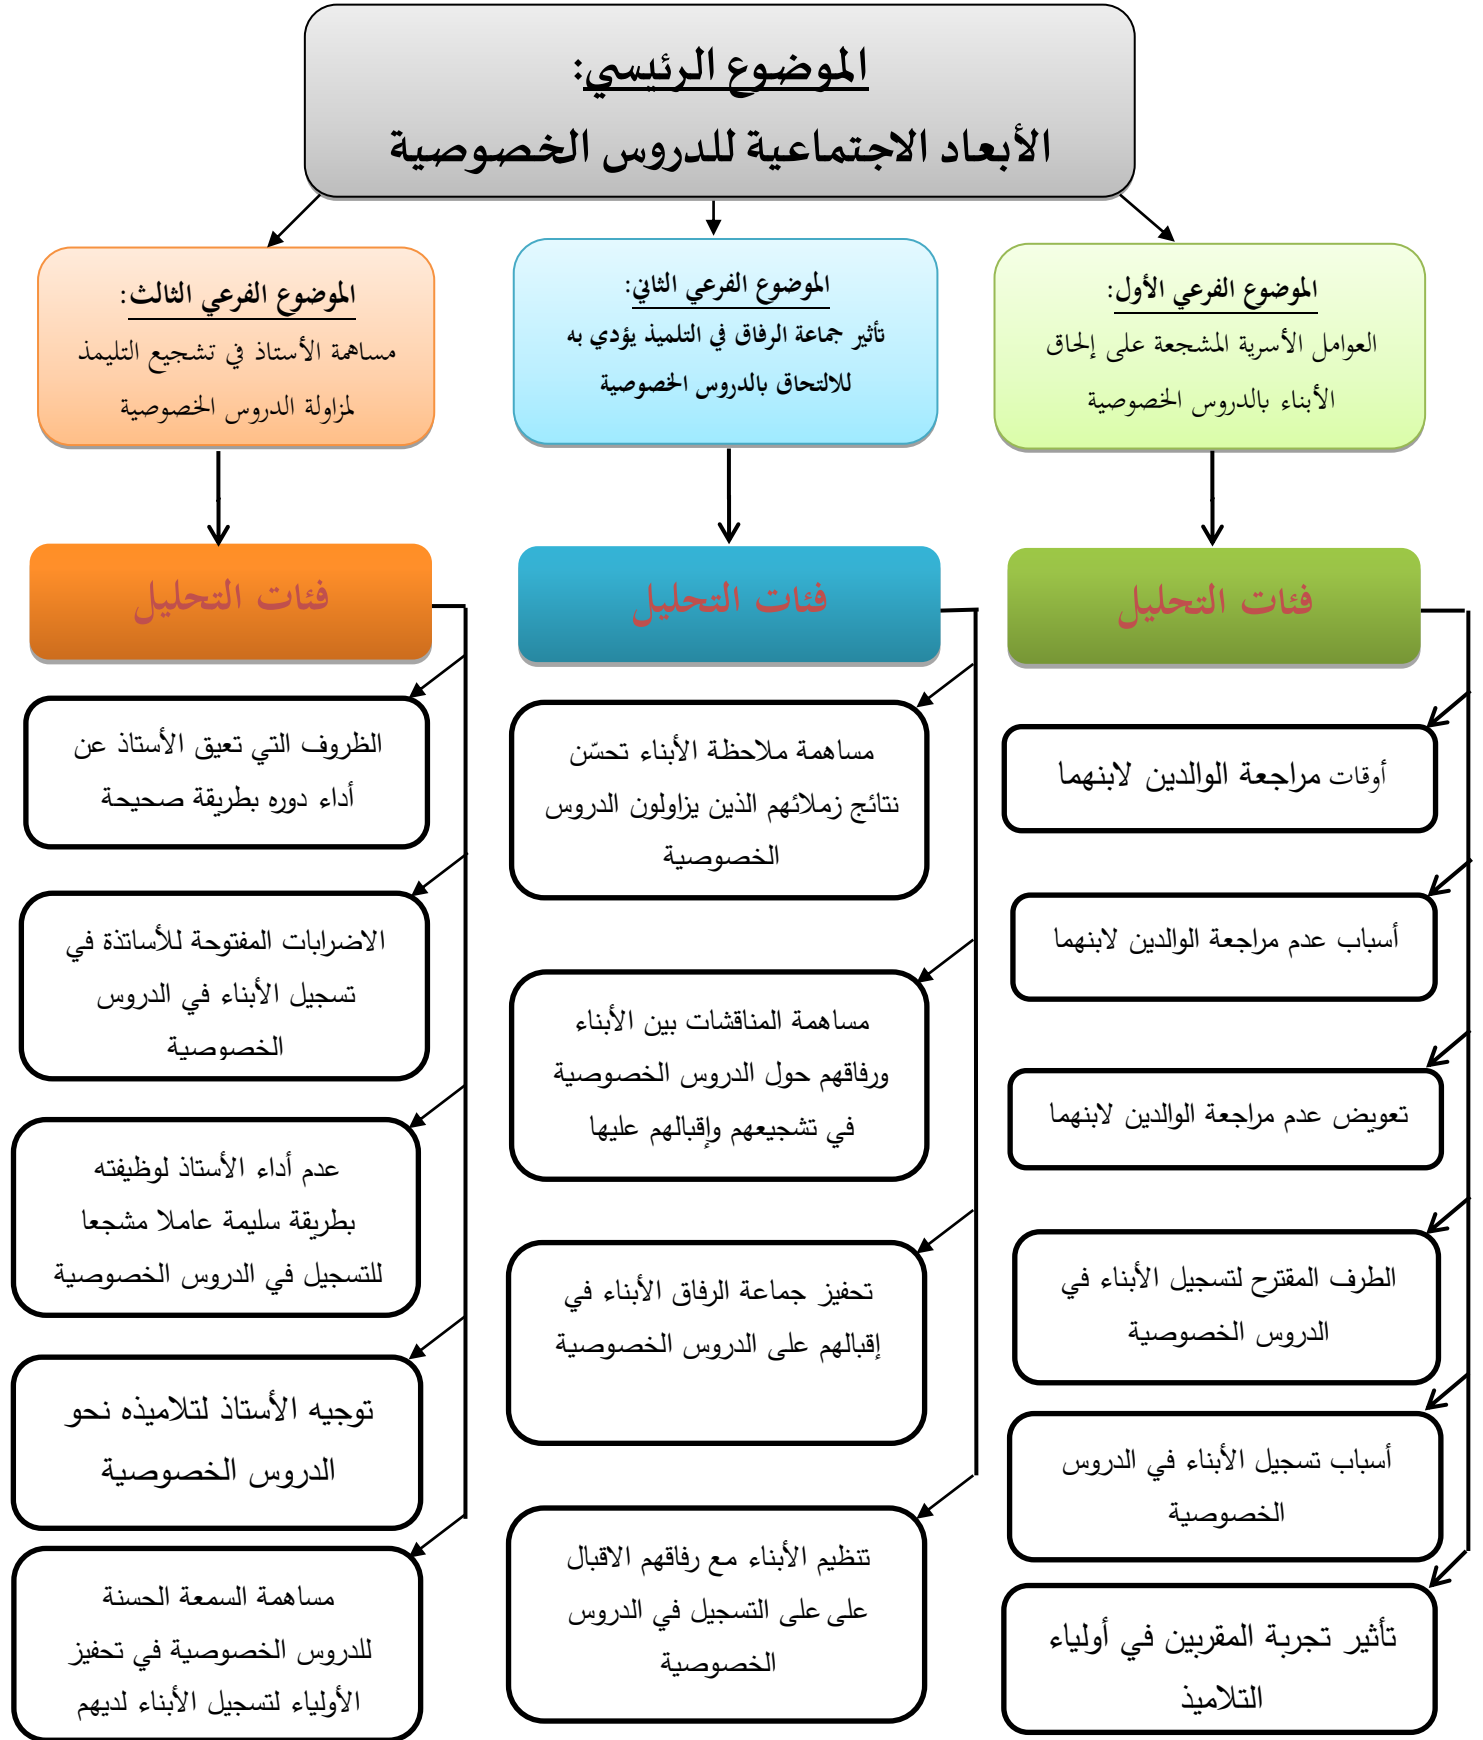 الموضوع الرئيسي:
الأبعاد الاجتماعية للدروس الخصوصية
الموضوع الفرعي الأول:
العوامل الأسرية المشجعة على إلحاق
الأبناء بالدروس الخصوصية
الموضوع الفرعي الثاني:
تأثير جماعة الرفاق في التلميذ يؤدي به
للالتحاق بالدروس الخصوصية
الموضوع الفرعي الثالث:
مساهمة الأستاذ في تشجيع التليمذ
لمزاولة الدروس الخصوصية
فئات التحليل
أوقات مراجعة الوالدين لابنهما
أسباب عدم مراجعة الوالدين لابنهما
تعويض عدم مراجعة الوالدين لابنهما
الطرف المقترح لتسجيل الأبناء في
الدروس الخصوصية
أسباب تسجيل الأبناء في الدروس
الخصوصية
تأثير تجربة المقربين في أولياء
التلاميذ
فئات التحليل
مساهمة ملاحظة الأبناء تحسّن
نتائج زملائهم الذين يزاولون الدروس
الخصوصية
مساهمة المناقشات بين الأبناء
ورفاقهم حول الدروس الخصوصية
في تشجيعهم وإقبالهم عليها
تحفيز جماعة الرفاق الأبناء في
إقبالهم على الدروس الخصوصية
تنظيم الأبناء مع رفاقهم الاقبال
على على التسجيل في الدروس
الخصوصية
فئات التحليل
الظروف التي تعيق الأستاذ عن
أداء دوره بطريقة صحيحة
الاضرابات المفتوحة للأساتذة في
تسجيل الأبناء في الدروس
الخصوصية
عدم أداء الأستاذ لوظيفته
بطريقة سليمة عاملا مشجعا
للتسجيل في الدروس الخصوصية
توجيه الأستاذ لتلاميذه نحو
الدروس الخصوصية
مساهمة السمعة الحسنة
للدروس الخصوصية في تحفيز
الأولياء لتسجيل الأبناء لديهم